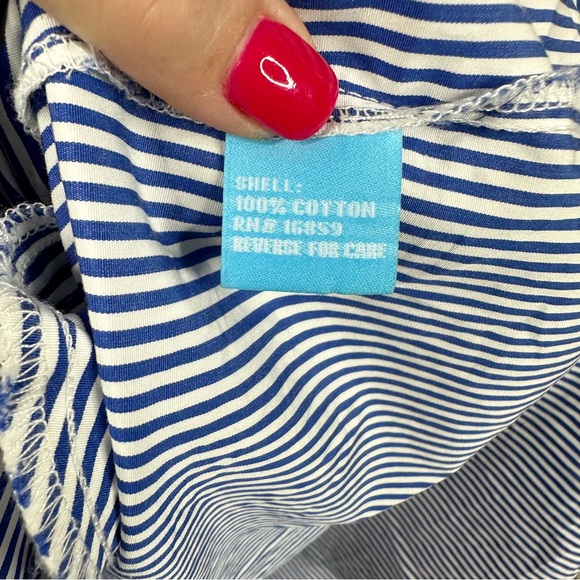 SHELL:
100% COTTON
RN# 16859
REVERSE FOR CARE